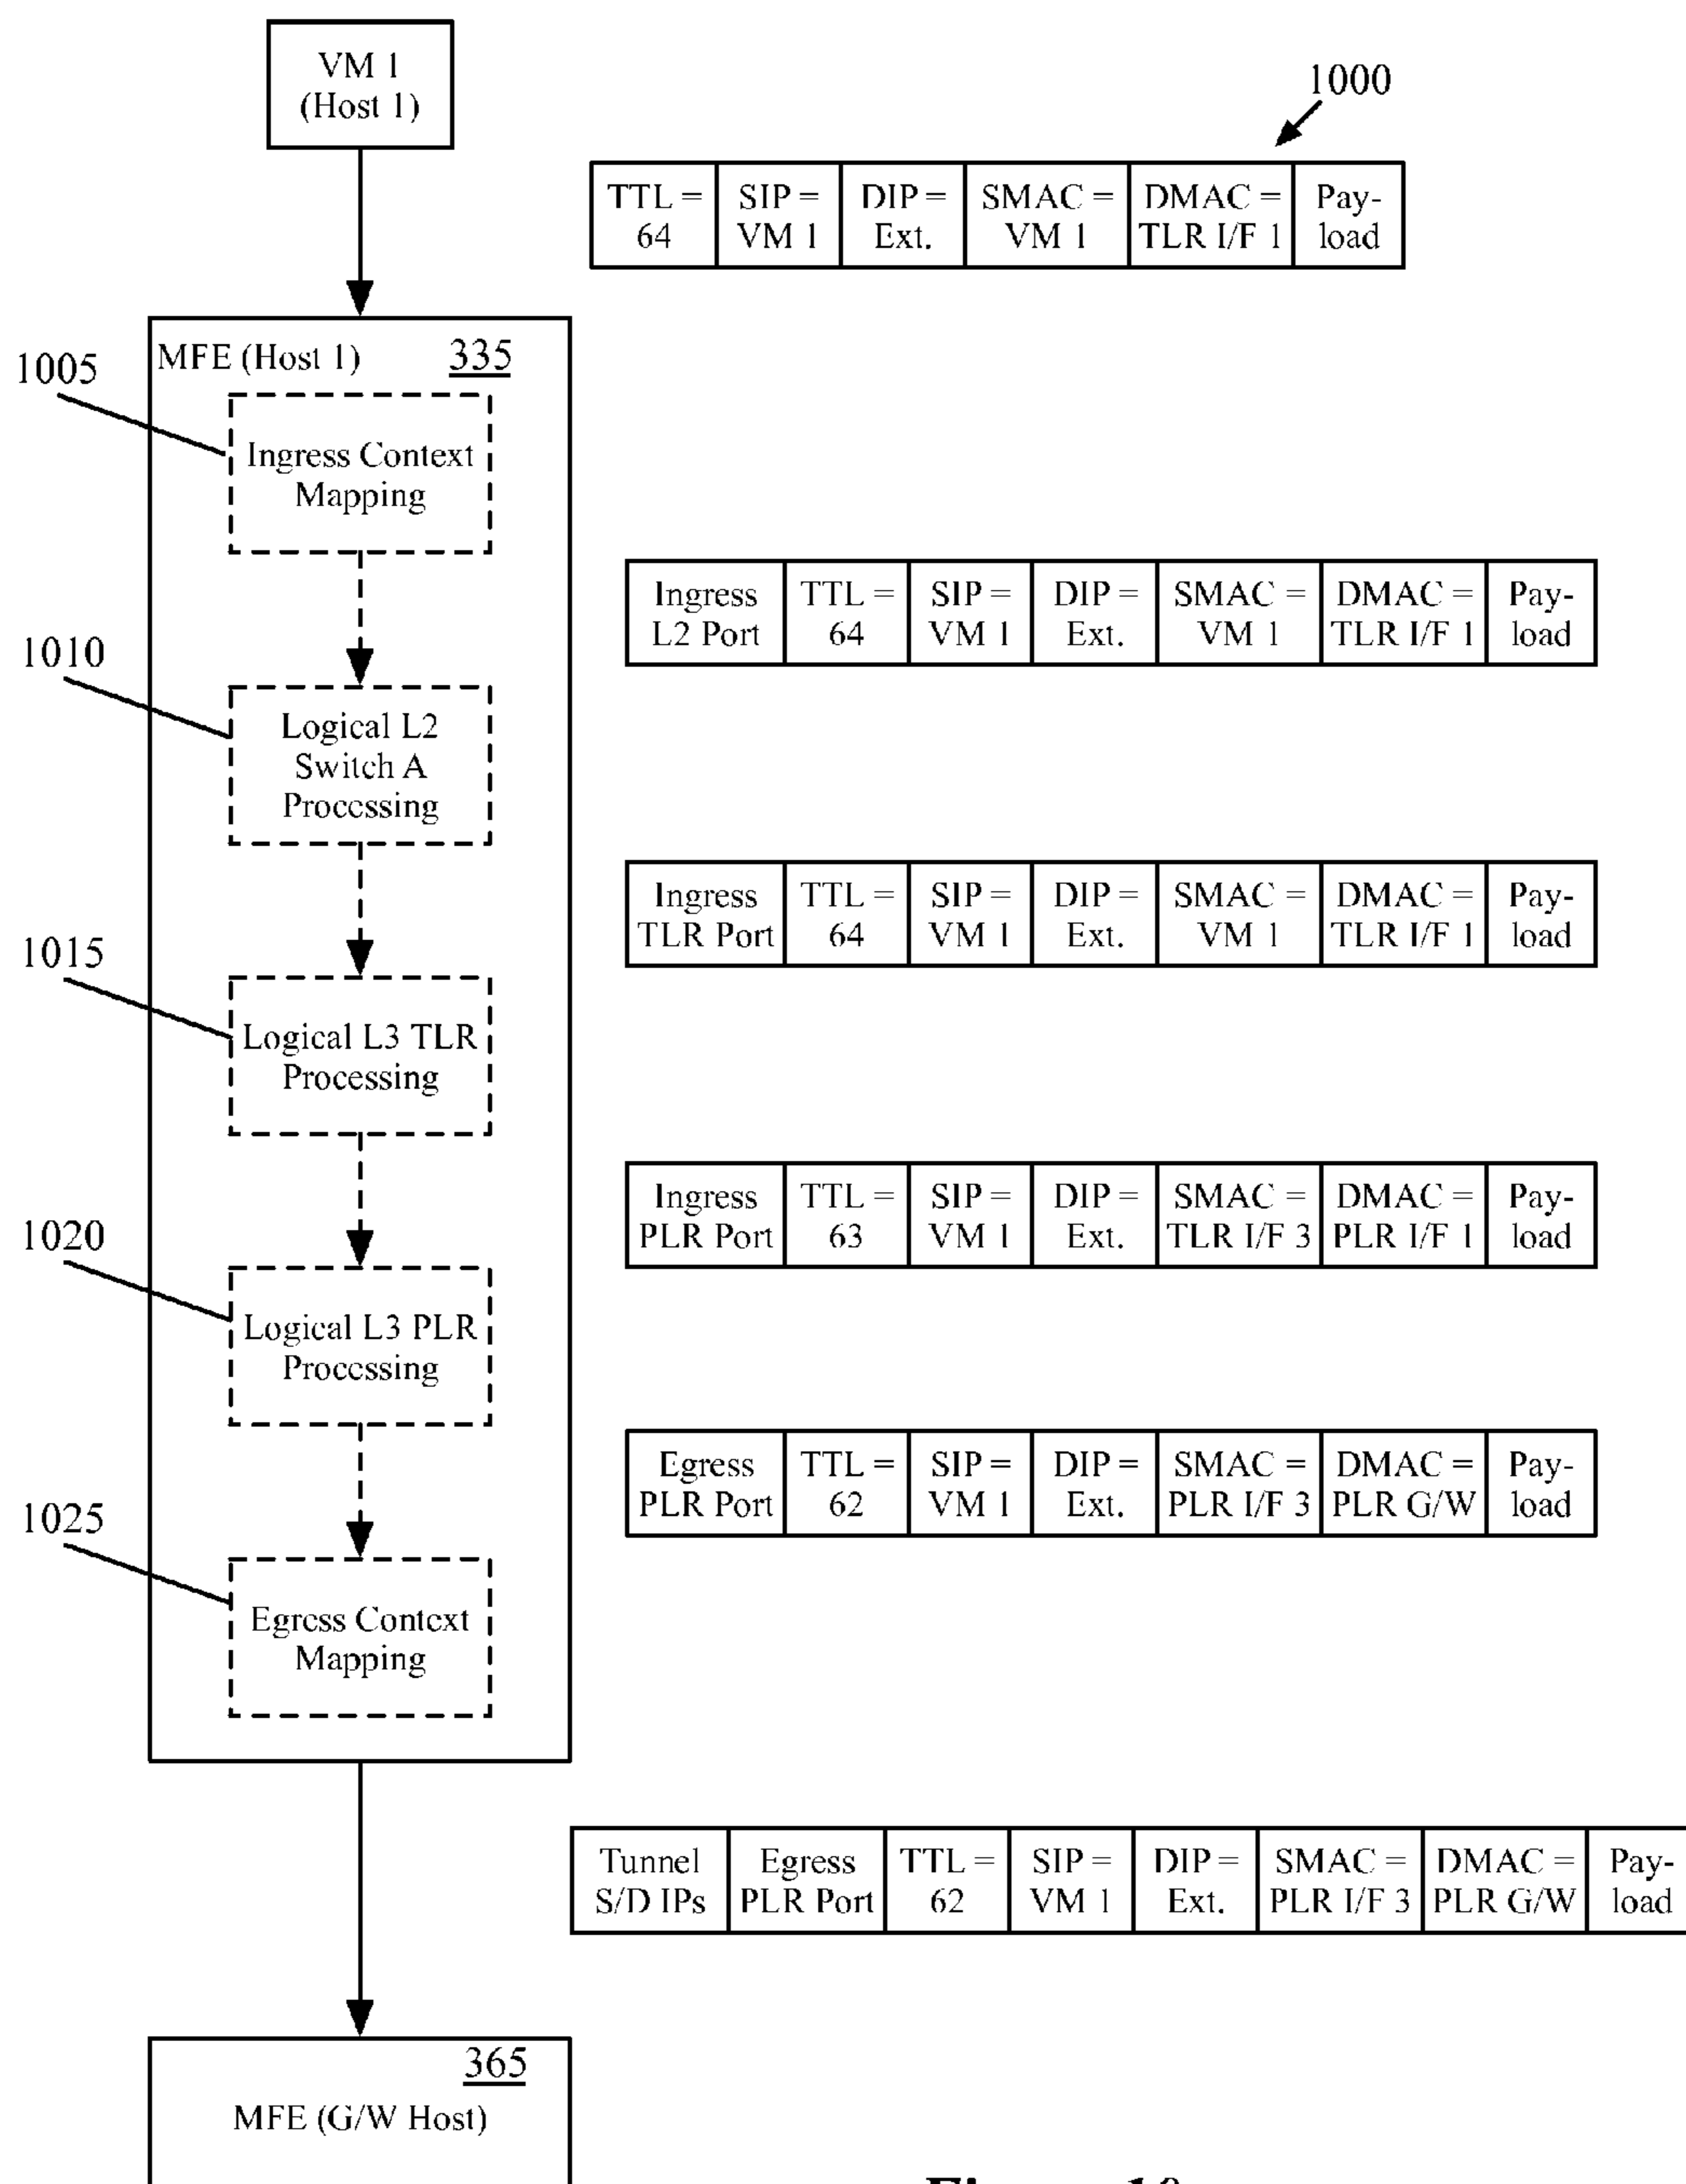 VM 1
(Host 1)
1000
TTL = 64 SIP = VM 1 DIP = Ext. SMAC = VM 1 DMAC = TLR I/F 1 Pay-load
MFE (Host 1) 335
1005
Ingress Context
Mapping
Ingress L2 Port TTL = 64 SIP = VM 1 DIP = Ext. SMAC = VM 1 DMAC = TLR I/F 1 Pay-load
1010
Logical L2
Switch A
Processing
Ingress TLR Port TTL = 64 SIP = VM 1 DIP = Ext. SMAC = VM 1 DMAC = TLR I/F 1 Pay-load
1015
Logical L3 TLR
Processing
Ingress PLR Port TTL = 63 SIP = VM 1 DIP = Ext. SMAC = TLR I/F 3 DMAC = PLR I/F 1 Pay-load
1020
Logical L3 PLR
Processing
Egress PLR Port TTL = 62 SIP = VM 1 DIP = Ext. SMAC = PLR I/F 3 DMAC = PLR G/W Pay-load
1025
Egress Context
Mapping
Tunnel S/D IPs Egress PLR Port TTL = 62 SIP = VM 1 DIP = Ext. SMAC = PLR I/F 3 DMAC = PLR G/W Pay-load
365
MFE (G/W Host)